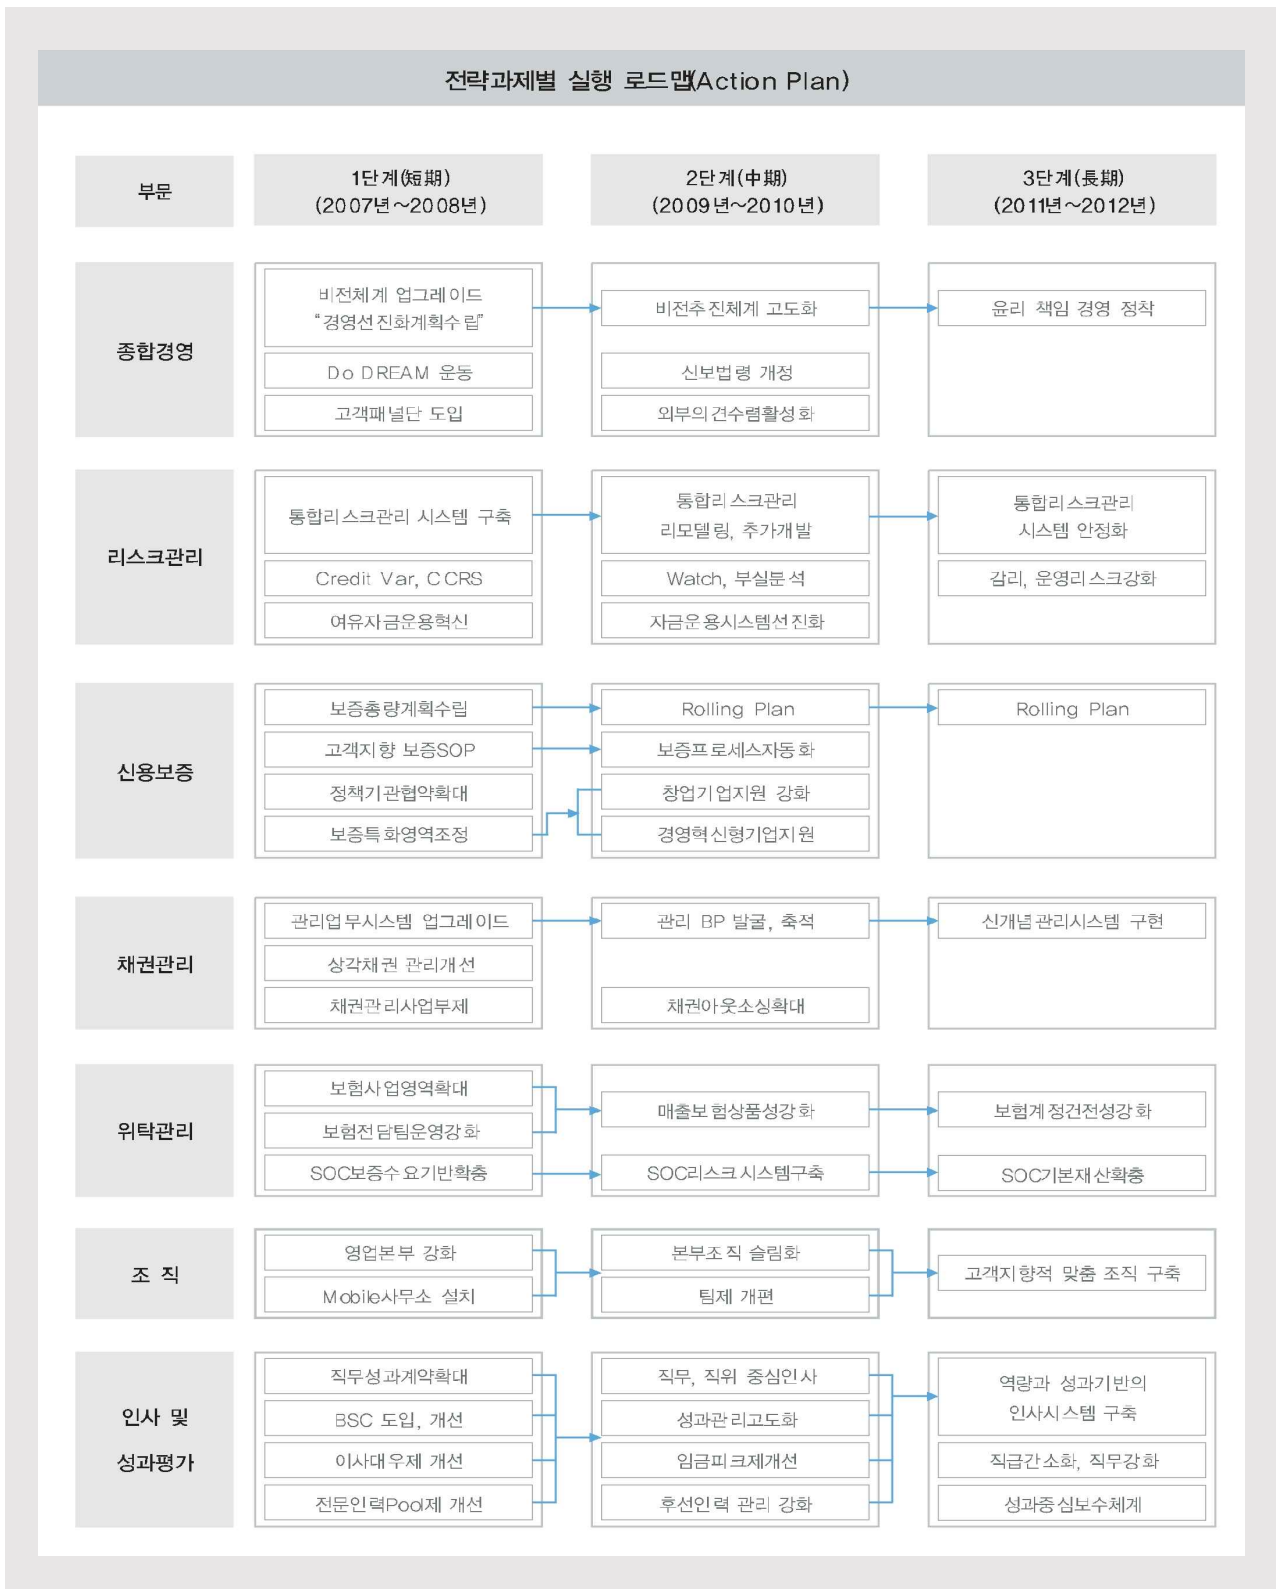 전략과제별 실행 로드맵(Action Plan)
부문
1단계(短期)
(2007년~2008년)
2단계(中期)
(2009년~2010년)
3단계(長期)
(2011년~2012년)
종합경영
비전체계 업그레이드
“경영선진화계획수립”
Do DREAM 운동
고객패널단 도입
비전추진체계 고도화
신보법령 개정
외부의견수렴활성화
윤리 책임 경영 정착
리스크관리
통합리스크관리 시스템 구축
Credit Var, CCRS
여유자금운용혁신
통합리스크관리
리모델링, 추가개발
Watch, 부실분석
자금운용시스템선진화
통합리스크관리
시스템 안정화
감리, 운영리스크강화
신용보증
보증총량계획수립
고객지향 보증SOP
정책기관협약확대
보증특화영역조정
Rolling Plan
보증프로세스자동화
창업기업지원 강화
경영혁신형기업지원
Rolling Plan
채권관리
관리업무시스템 업그레이드
상각채권 관리개선
채권관리사업부제
관리 BP 발굴, 축적
채권아웃소싱확대
신개념관리시스템 구현
위탁관리
보험사업영역확대
보험전담팀운영강화
SOC보증수요기반확충
매출보험상품성강화
SOC리스크시스템구축
보험계정건전성강화
SOC기본재산확충
조 직
영업본부 강화
Mobile사무소 설치
본부조직 슬림화
팀제 개편
고객지향적 맞춤 조직 구축
인사 및
성과평가
직무성과계약확대
BSC 도입, 개선
이사대우제 개선
전문인력Pool제 개선
직무, 직위 중심인사
성과관리고도화
임금피크제개선
후선인력 관리 강화
역량과 성과기반의
인사시스템 구축
직급간소화, 직무강화
성과중심보수체계